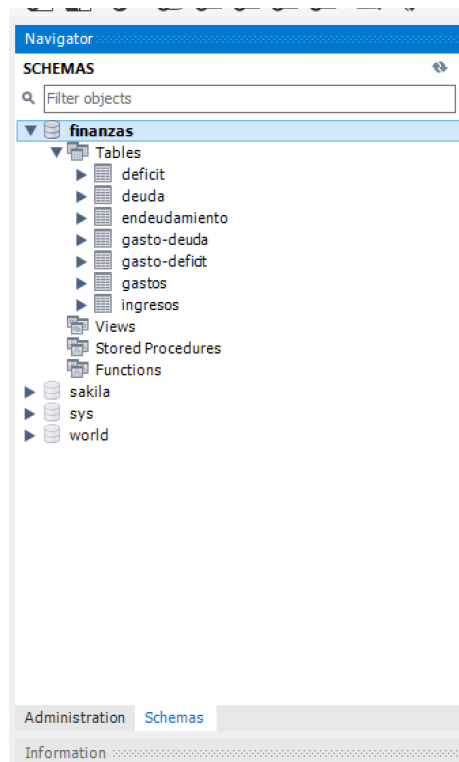 Navigator
SCHEMAS
Filter objects
finanzas
Tables
deficit
deuda
endeudamiento
gasto-deuda
gasto-deficit
gastos
ingresos
Views
Stored Procedures
Functions
sakila
sys
world
Administration Schemas
Information